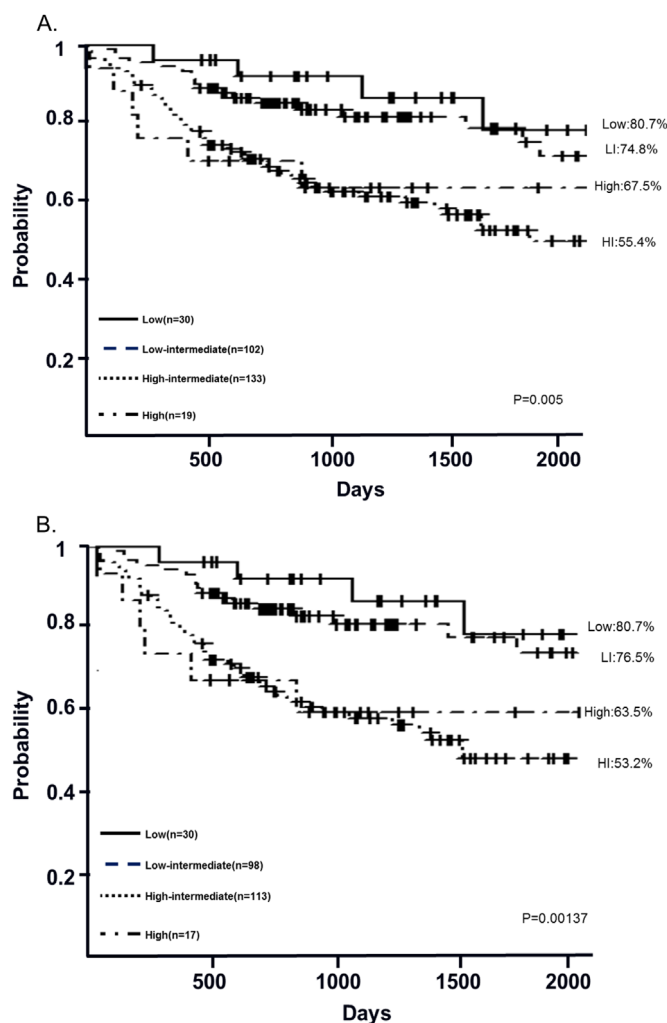 A.
1
0.8
0.6
0.4
0.2
Probability
Low:80.7%
LI:74.8%
High:67.5%
HI:55.4%
Low(n=30)
Low-intermediate(n=102)
High-intermediate(n=133)
High(n=19)
P=0.005
500 1000 1500 2000
Days
B.
1
0.8
0.6
0.4
0.2
Probability
Low:80.7%
LI:76.5%
High:63.5%
HI:53.2%
Low(n=30)
Low-intermediate(n=98)
High-intermediate(n=113)
High(n=17)
P=0.00137
500 1000 1500 2000
Days